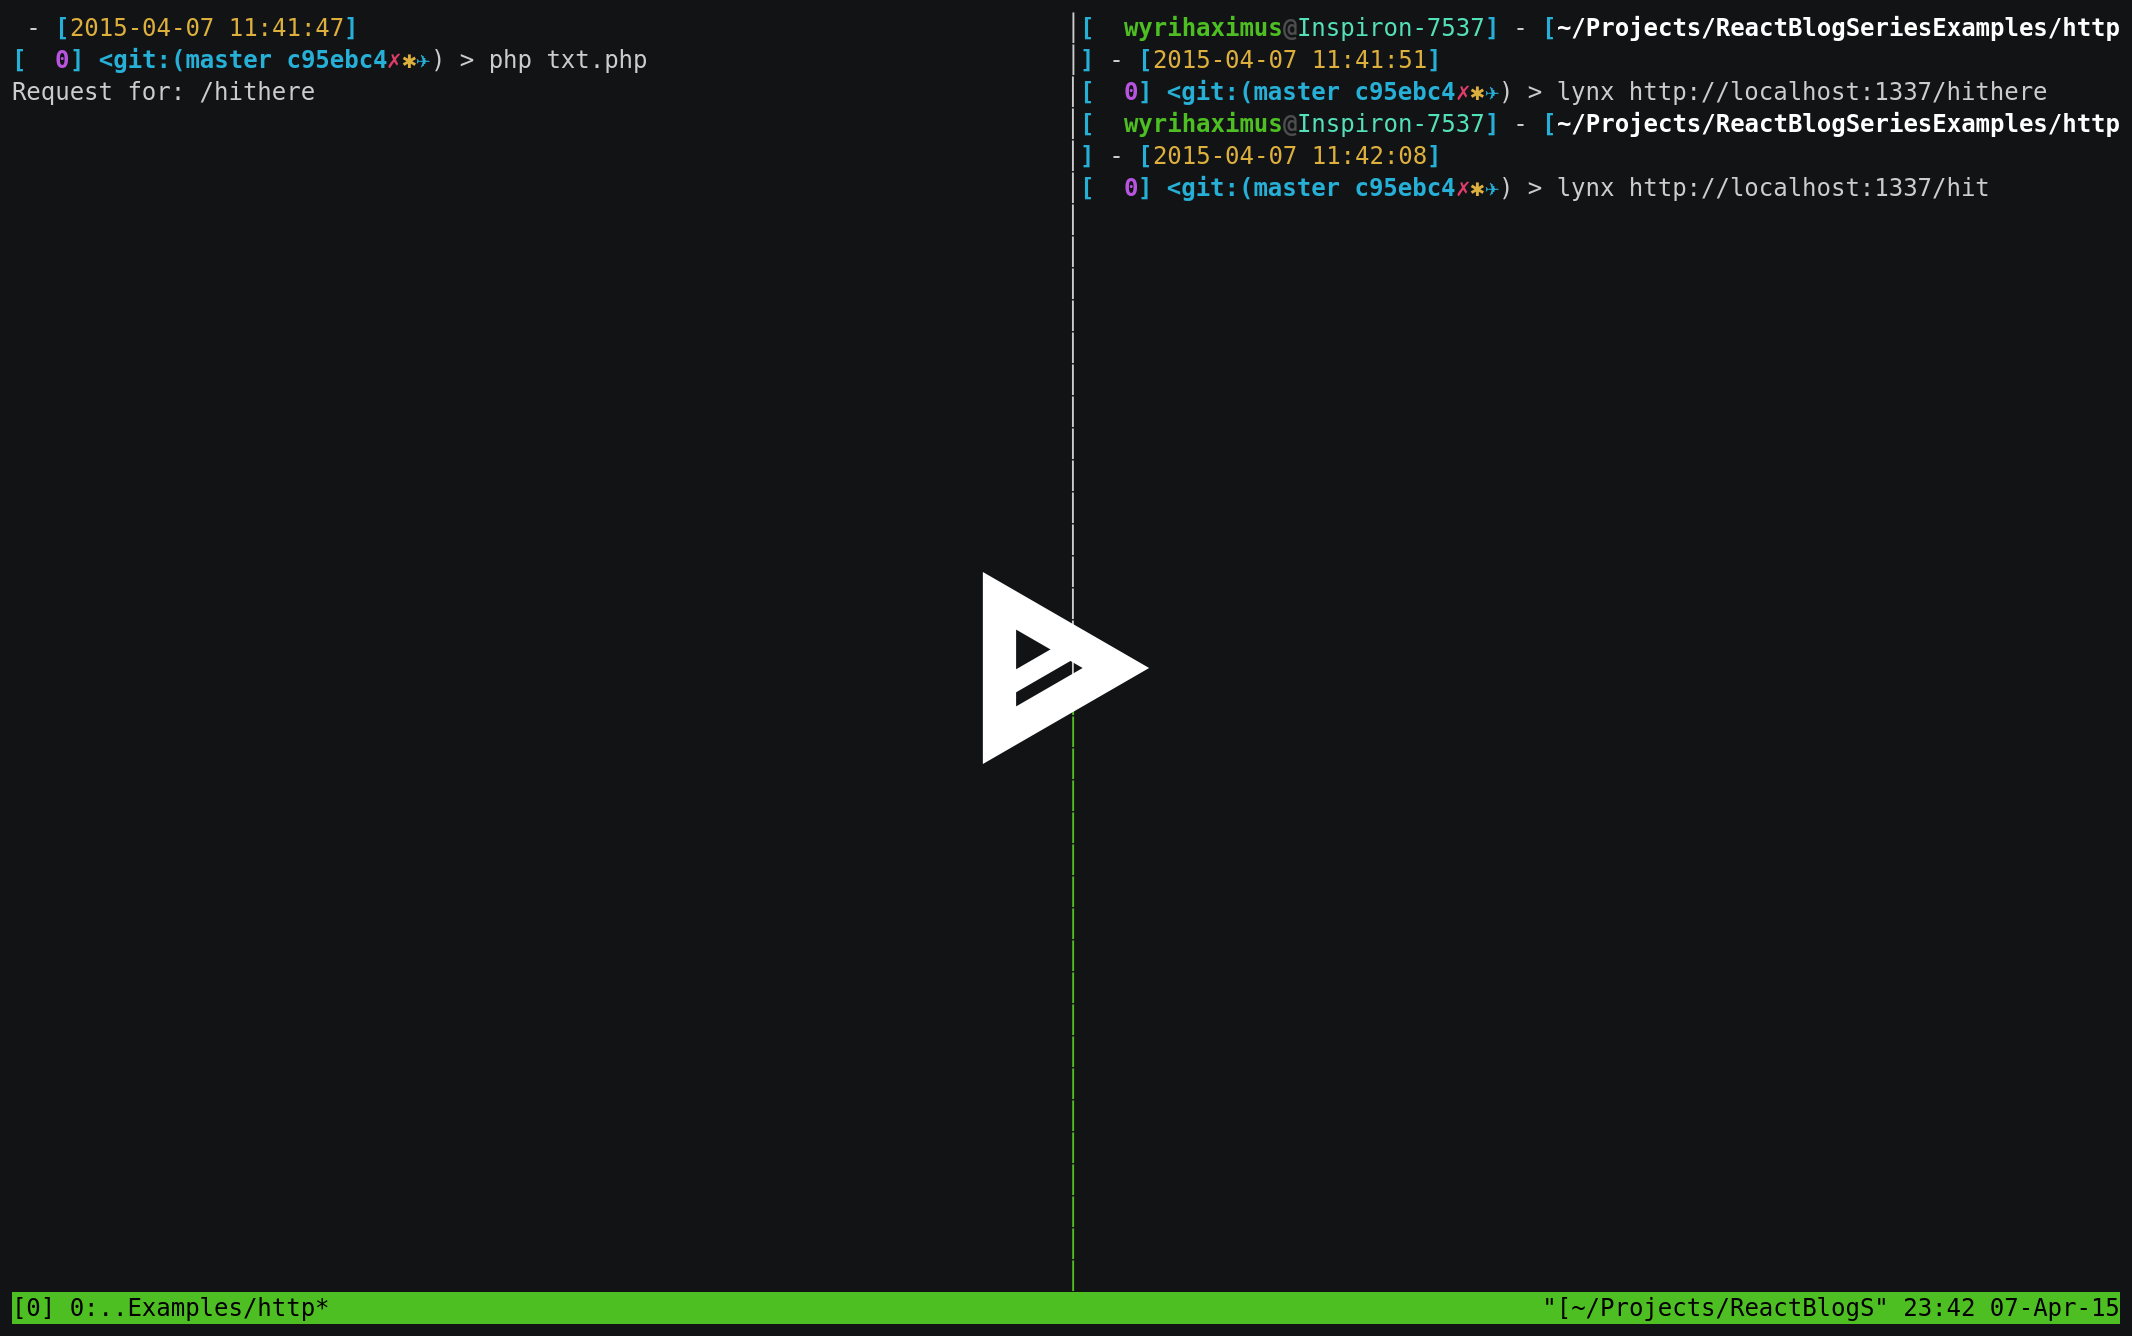 - [2015-04-07 11:41:47]
[  0] <git:(master c95ebc4✗✱✈) > php txt.php
Request for: /hithere
[  wyrihaximus@Inspiron-7537] - [~/Projects/ReactBlogSeriesExamples/http
] - [2015-04-07 11:41:51]
[  0] <git:(master c95ebc4✗✱✈) > lynx http://localhost:1337/hithere
[  wyrihaximus@Inspiron-7537] - [~/Projects/ReactBlogSeriesExamples/http
] - [2015-04-07 11:42:08]
[  0] <git:(master c95ebc4✗✱✈) > lynx http://localhost:1337/hit
[0] 0:..Examples/http*
"[~/Projects/ReactBlogS" 23:42 07-Apr-15